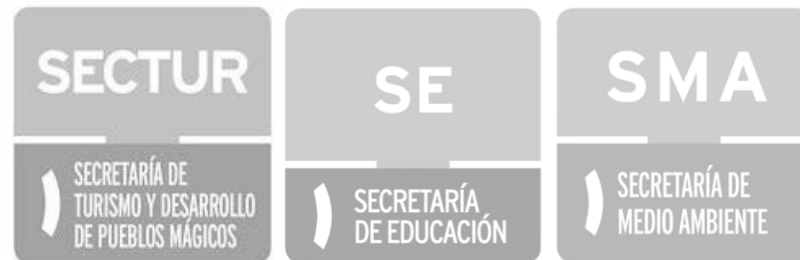 SECTUR
SECRETARÍA DE
TURISMO Y DESARROLLO
DE PUEBLOS MÁGICOS
SE
SECRETARÍA
DE EDUCACIÓN
SMA
SECRETARÍA DE
MEDIO AMBIENTE